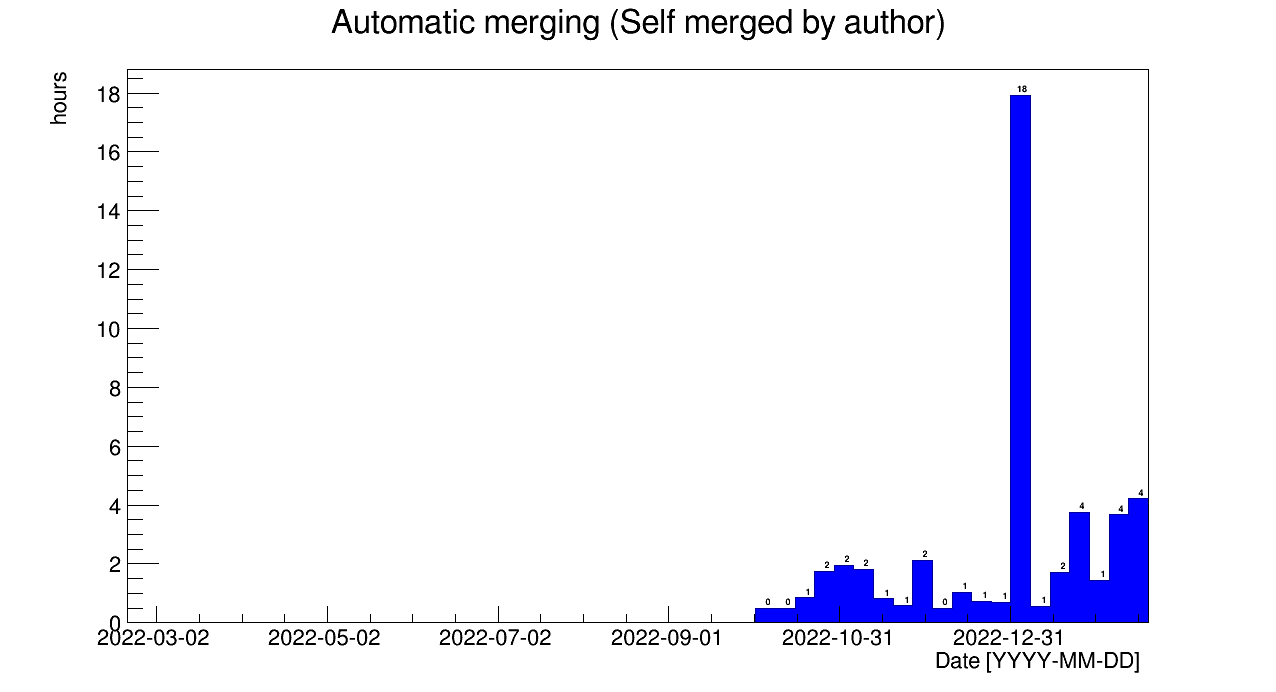 Automatic merging (Self merged by author)
hours
18
16
14
12
10
8
6
4
2
0
18
0 0 1 2 2 2 1 1 2 0 1 1 1 1 2 4 1 4 4
2022-03-02 2022-05-02 2022-07-02 2022-09-01 2022-10-31 2022-12-31
Date [YYYY-MM-DD]